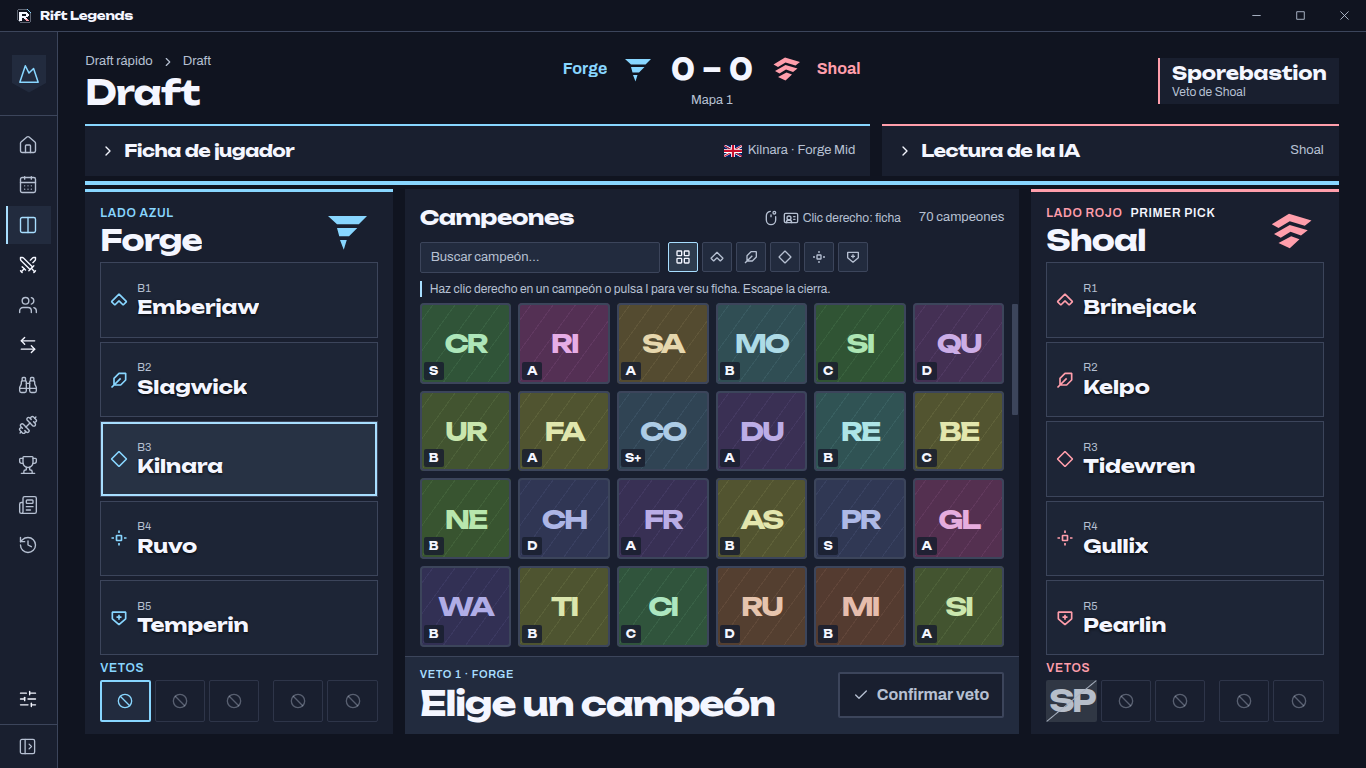 Rift Legends
Draft rápido > Draft
Draft
Forge 0 – 0 Shoal
Mapa 1
Sporebastion
Veto de Shoal
Ficha de jugador
Kilnara · Forge Mid
Lectura de la IA
Shoal
LADO AZUL
Forge
B1
Emberjaw
B2
Slagwick
B3
Kilnara
B4
Ruvo
B5
Temperin
VETOS
Campeones
Clic derecho: ficha
70 campeones
Buscar campeón...
Haz clic derecho en un campeón o pulsa I para ver su ficha. Escape la cierra.
CR RI SA MO SI QU
S A A B C D
UR FA CO DU RE BE
B A S+ A B C
NE CH FR AS PR GL
B D A B S A
WA TI CI RU MI SI
B B C D B A
VETO 1 · FORGE
Elige un campeón
Confirmar veto
LADO ROJO PRIMER PICK
Shoal
R1
Brinejack
R2
Kelpo
R3
Tidewren
R4
Gullix
R5
Pearlin
VETOS
SP